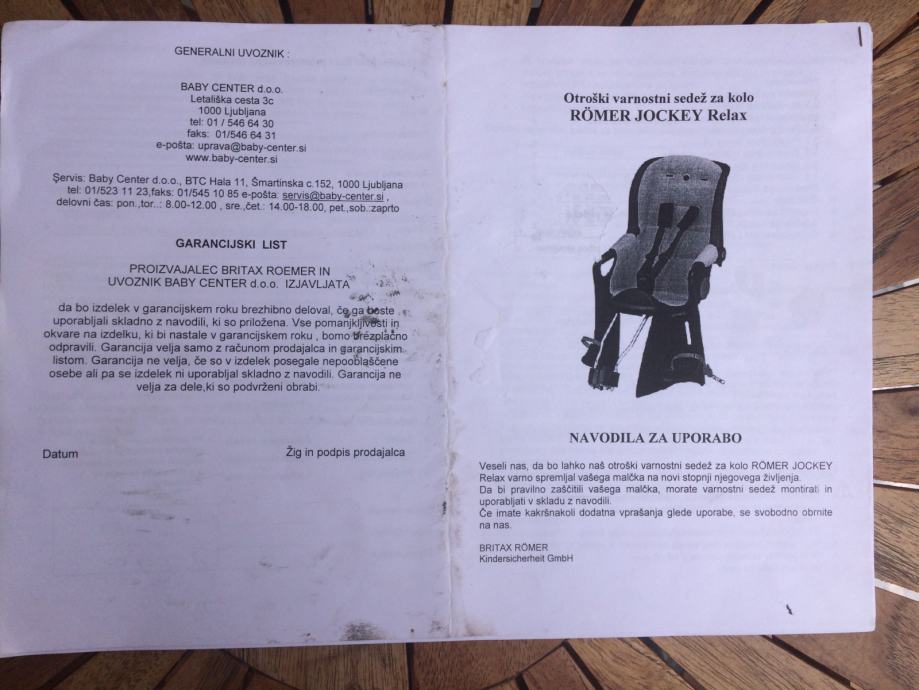 GENERALNI UVOZNIK :
BABY CENTER d.o.o.
Letališka cesta 3c
1000 Ljubljana
tel: 01 / 546 64 30
faks: 01/546 64 31
e-pošta: uprava@baby-center.si
www.baby-center.si
Servis: Baby Center d.o.o., BTC Hala 11, Šmartinska c.152, 1000 Ljubljana
tel: 01/523 11 23,faks: 01/545 10 85 e-pošta: servis@baby-center.si ,
delovni čas: pon.,tor..: 8.00-12.00 , sre.,čet.: 14.00-18.00, pet.,sob.:zaprto
GARANCIJSKI LIST
PROIZVAJALEC BRITAX ROEMER IN
UVOZNIK BABY CENTER d.o.o. IZJAVLJATA
da bo izdelek v garancijskem roku brezhibno deloval, če ga boste
uporabljali skladno z navodili, ki so priložena. Vse pomanjkljivosti in
okvare na izdelku, ki bi nastale v garancijskem roku , bomo brezplačno
odpravili. Garancija velja samo z računom prodajalca in garancijskim
listom. Garancija ne velja, če so v izdelek posegale nepooblaščene
osebe ali pa se izdelek ni uporabljal skladno z navodili. Garancija ne
velja za dele,ki so podvrženi obrabi.
Datum
Žig in podpis prodajalca
Otroški varnostni sedež za kolo
RÖMER JOCKEY Relax
NAVODILA ZA UPORABO
Veseli nas, da bo lahko naš otroški varnostni sedež za kolo RÖMER JOCKEY
Relax varno spremljal vašega malčka na novi stopnji njegovega življenja.
Da bi pravilno zaščitili vašega malčka, morate varnostni sedež montirati in
uporabljati v skladu z navodili.
Če imate kakršnakoli dodatna vprašanja glede uporabe, se svobodno obrnite
na nas.
BRITAX RÖMER
Kindersicherheit GmbH